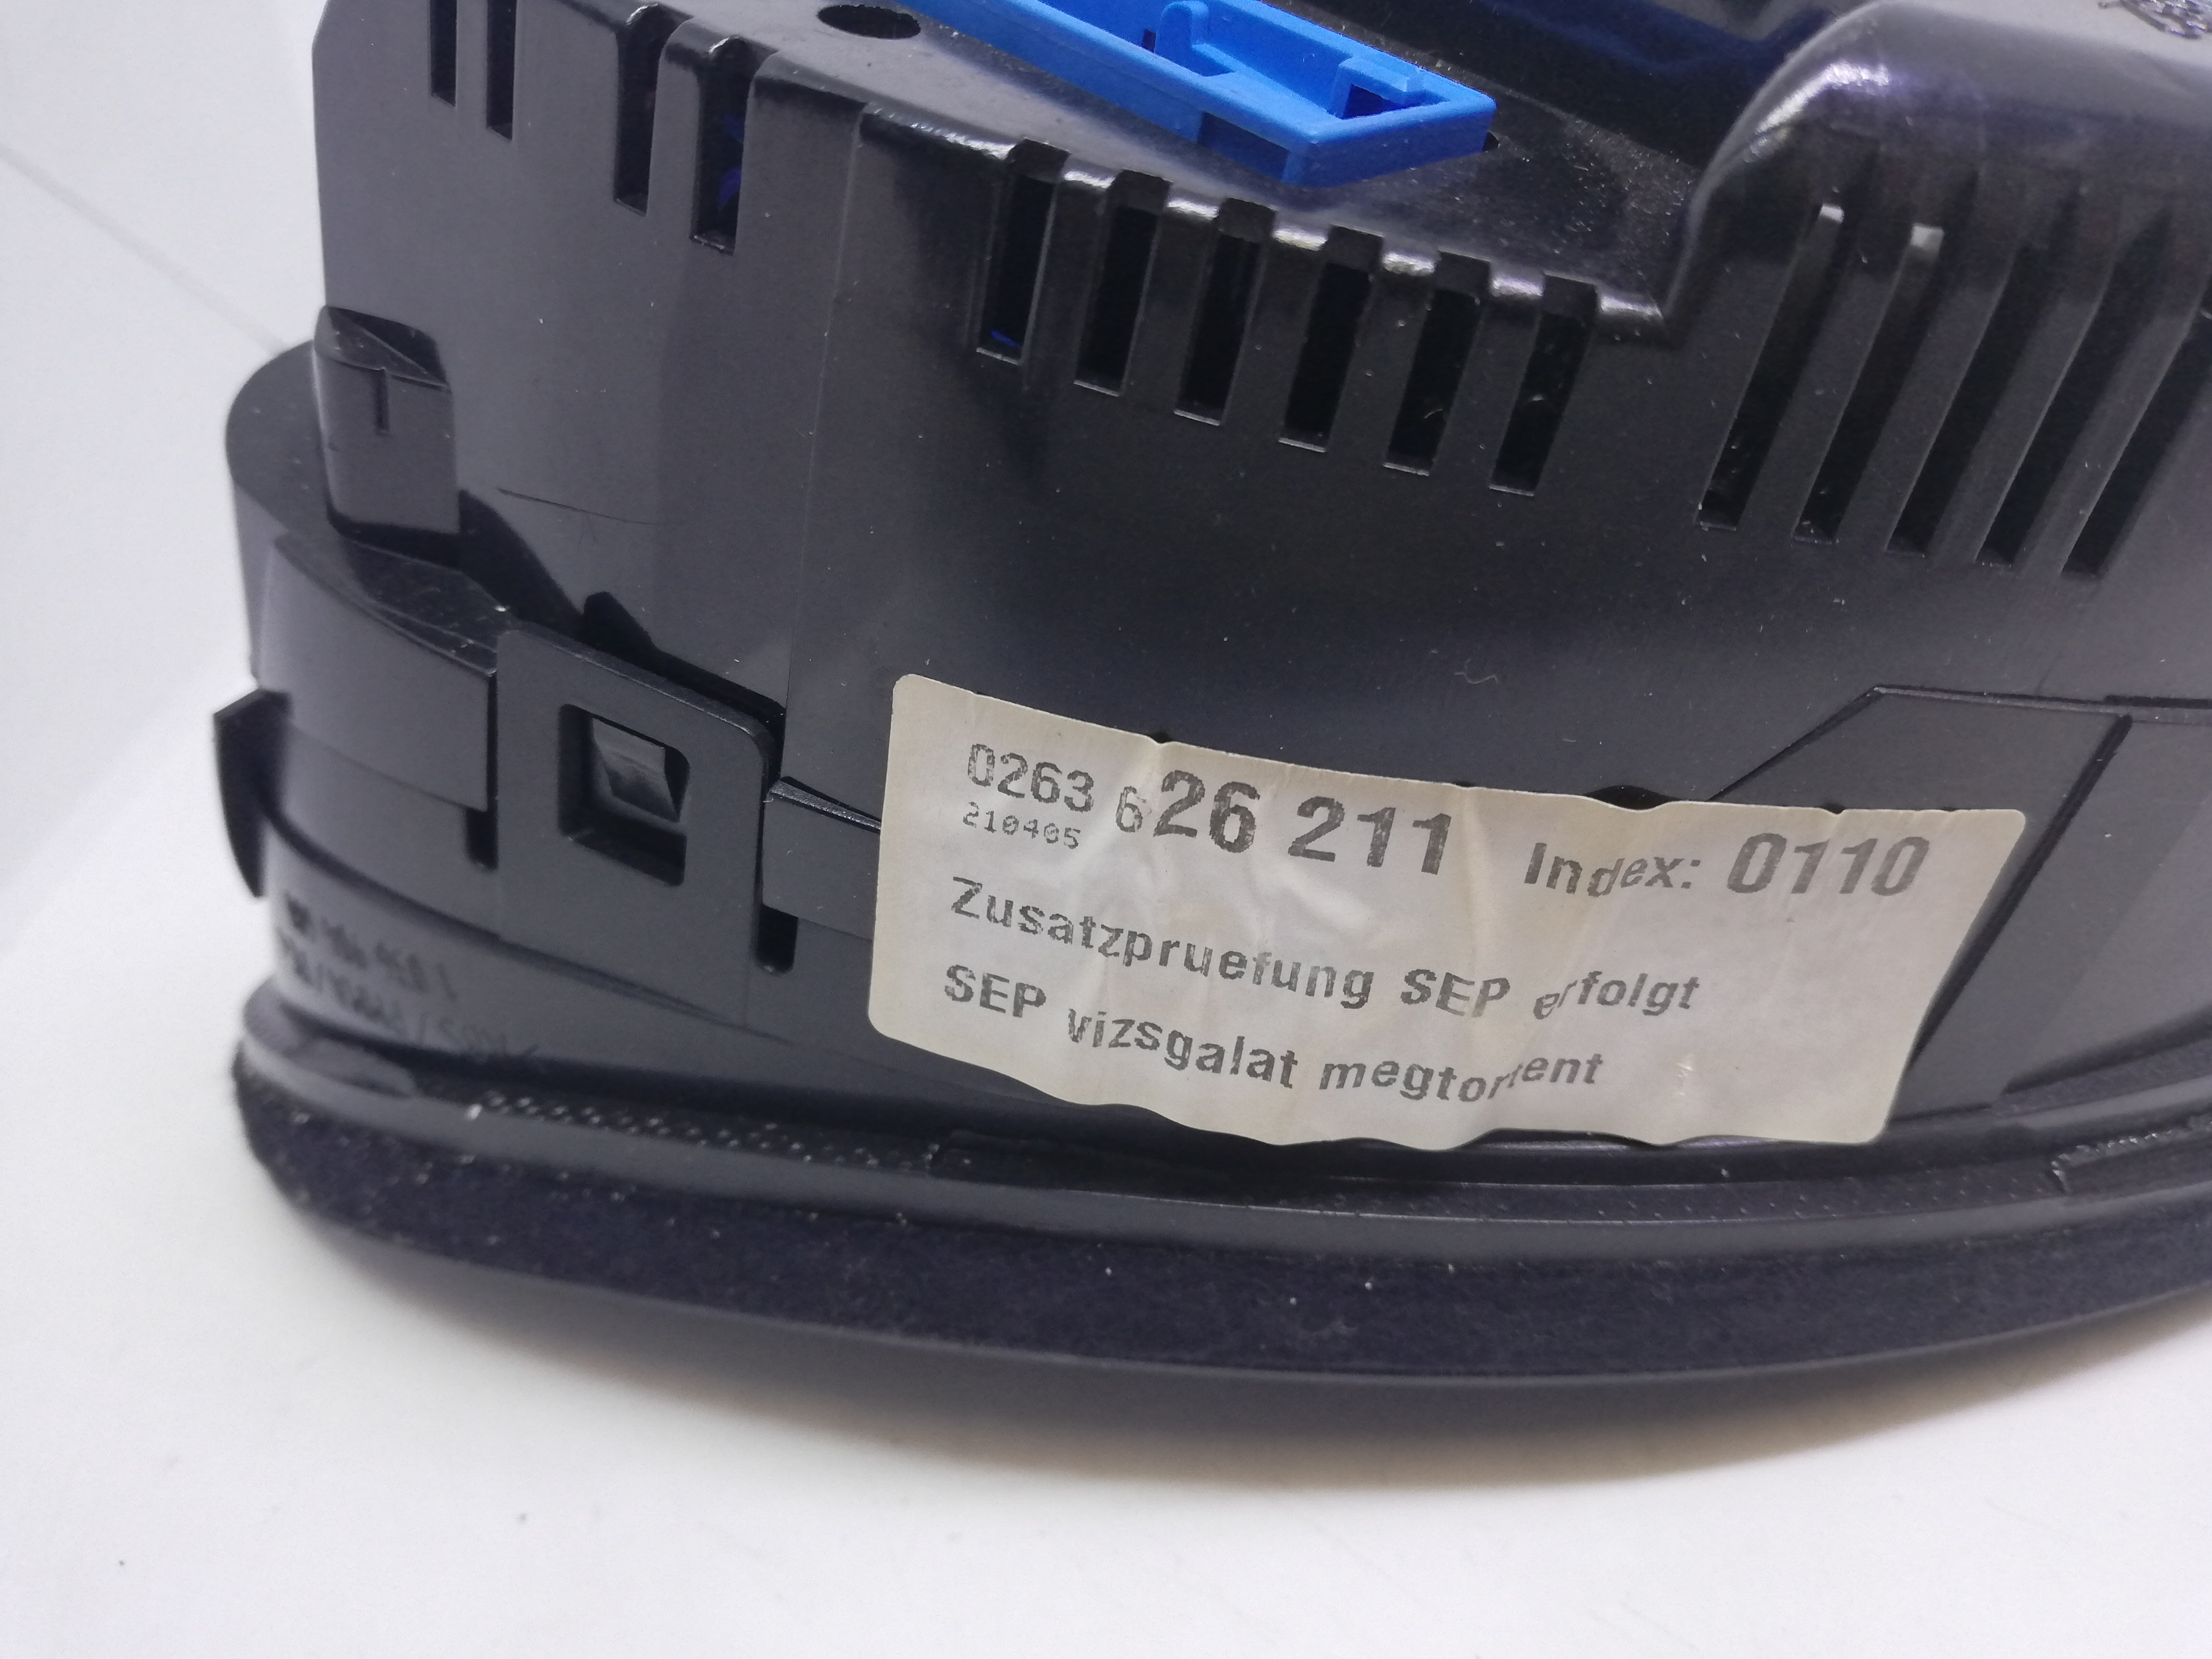 0263 626 211 Index: 0110
210405
Zusatzpruefung SEP erfolgt
SEP vizsgalat megtortent